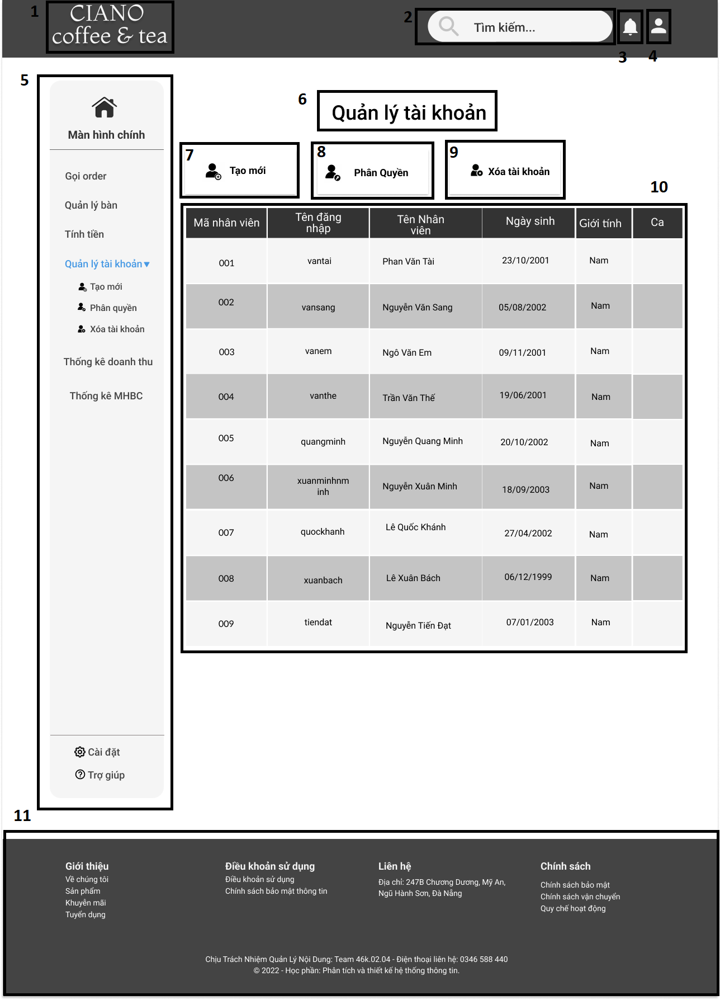 1
CIANO
coffee & tea
2
Tìm kiếm...
3
4
5
Màn hình chính
Gọi order
Quản lý bàn
Tính tiền
Quản lý tài khoản▼
Tạo mới
Phân quyền
Xóa tài khoản
Thống kê doanh thu
Thống kê MHBC
Cài đặt
Trợ giúp
6
Quản lý tài khoản
7
Tạo mới
8
Phân Quyền
9
Xóa tài khoản
10
Mã nhân viên Tên đăng Tên Nhân Ngày sinh Giới tính Ca
nhập viên
001 vantai Phan Văn Tài 23/10/2001 Nam
002 vansang Nguyễn Văn Sang 05/08/2002 Nam
003 vanem Ngô Văn Em 09/11/2001 Nam
004 vanthe Trần Văn Thế 19/06/2001 Nam
005 quangminh Nguyễn Quang Minh 20/10/2002 Nam
006 xuanminhnm Nguyễn Xuân Minh 18/09/2003 Nam
inh
007 quockhanh Lê Quốc Khánh 27/04/2002 Nam
008 xuanbach Lê Xuân Bách 06/12/1999 Nam
009 tiendat Nguyễn Tiến Đạt 07/01/2003 Nam
11
Giới thiệu
Về chúng tôi
Sản phẩm
Khuyễn mãi
Tuyển dụng
Điều khoản sử dụng
Điều khoản sử dụng
Chính sách bảo mật thông tin
Liên hệ
Địa chỉ: 247B Chương Dương, Mỹ An,
Ngũ Hành Sơn, Đà Nẵng
Chính sách
Chính sách bảo mật
Chính sách vận chuyển
Quy chế hoạt động
Chịu Trách Nhiệm Quản Lý Nội Dung: Team 46k.02.04 - Điện thoại liên hệ: 0346 588 440
© 2022 - Học phần: Phân tích và thiết kế hệ thống thông tin.